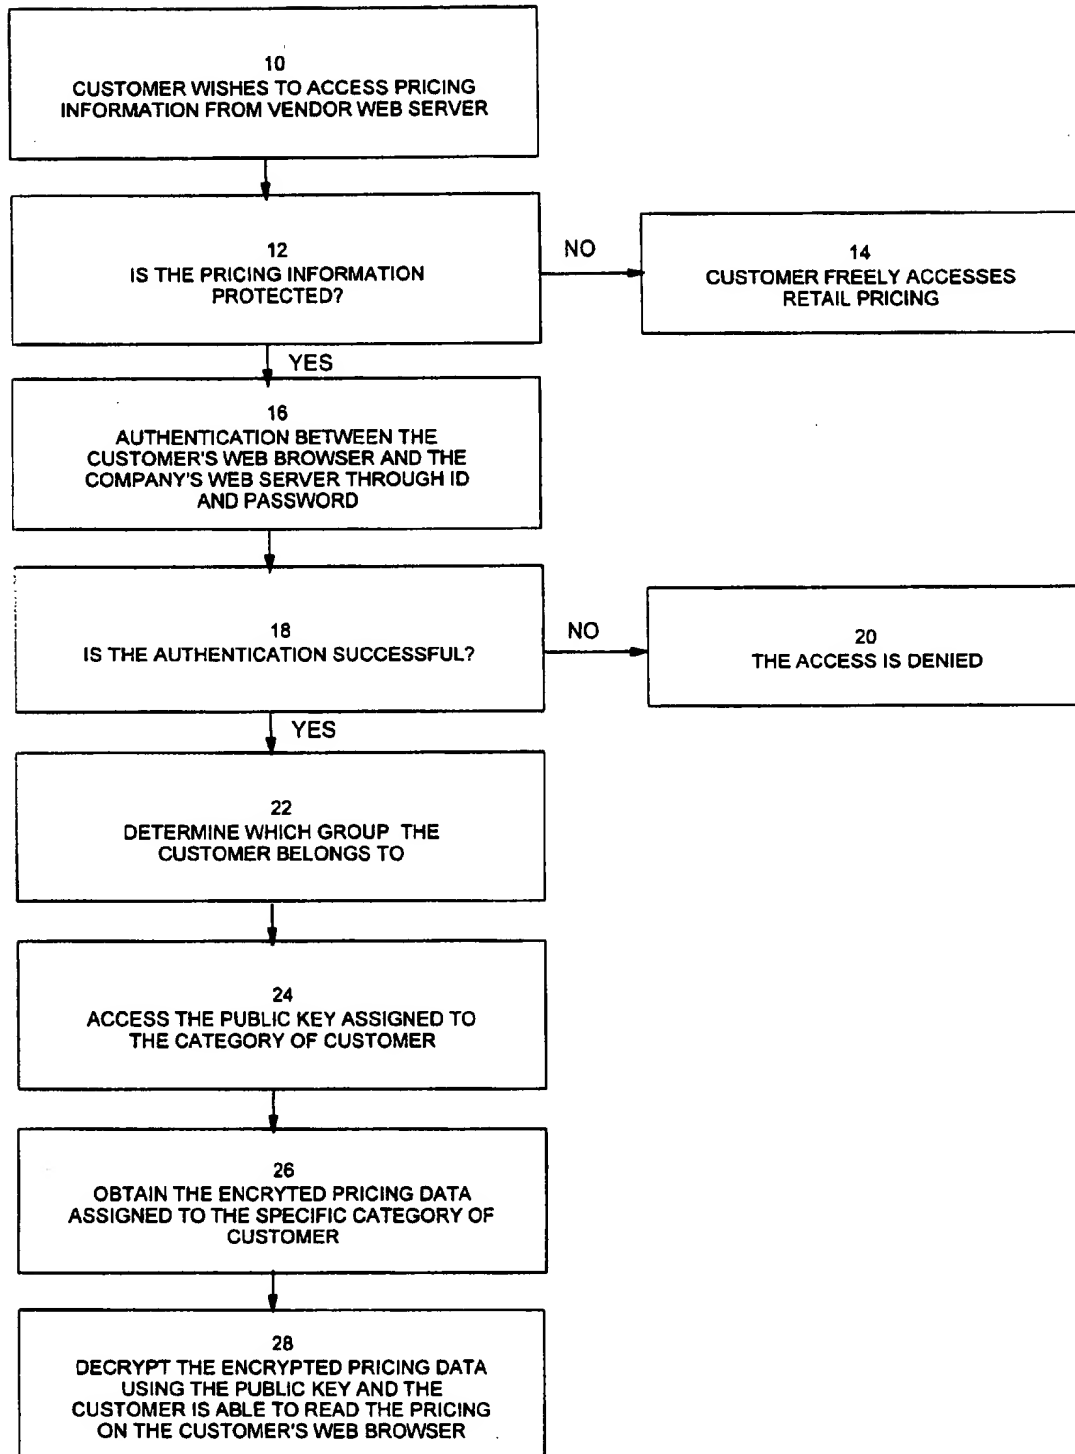 10
CUSTOMER WISHES TO ACCESS PRICING
INFORMATION FROM VENDOR WEB SERVER
12
IS THE PRICING INFORMATION
PROTECTED?
NO
14
CUSTOMER FREELY ACCESSES
RETAIL PRICING
YES
16
AUTHENTICATION BETWEEN THE
CUSTOMER'S WEB BROWSER AND THE
COMPANY'S WEB SERVER THROUGH ID
AND PASSWORD
18
IS THE AUTHENTICATION SUCCESSFUL?
NO
20
THE ACCESS IS DENIED
YES
22
DETERMINE WHICH GROUP THE
CUSTOMER BELONGS TO
24
ACCESS THE PUBLIC KEY ASSIGNED TO
THE CATEGORY OF CUSTOMER
26
OBTAIN THE ENCRYTED PRICING DATA
ASSIGNED TO THE SPECIFIC CATEGORY OF
CUSTOMER
28
DECRYPT THE ENCRYPTED PRICING DATA
USING THE PUBLIC KEY AND THE
CUSTOMER IS ABLE TO READ THE PRICING
ON THE CUSTOMER'S WEB BROWSER